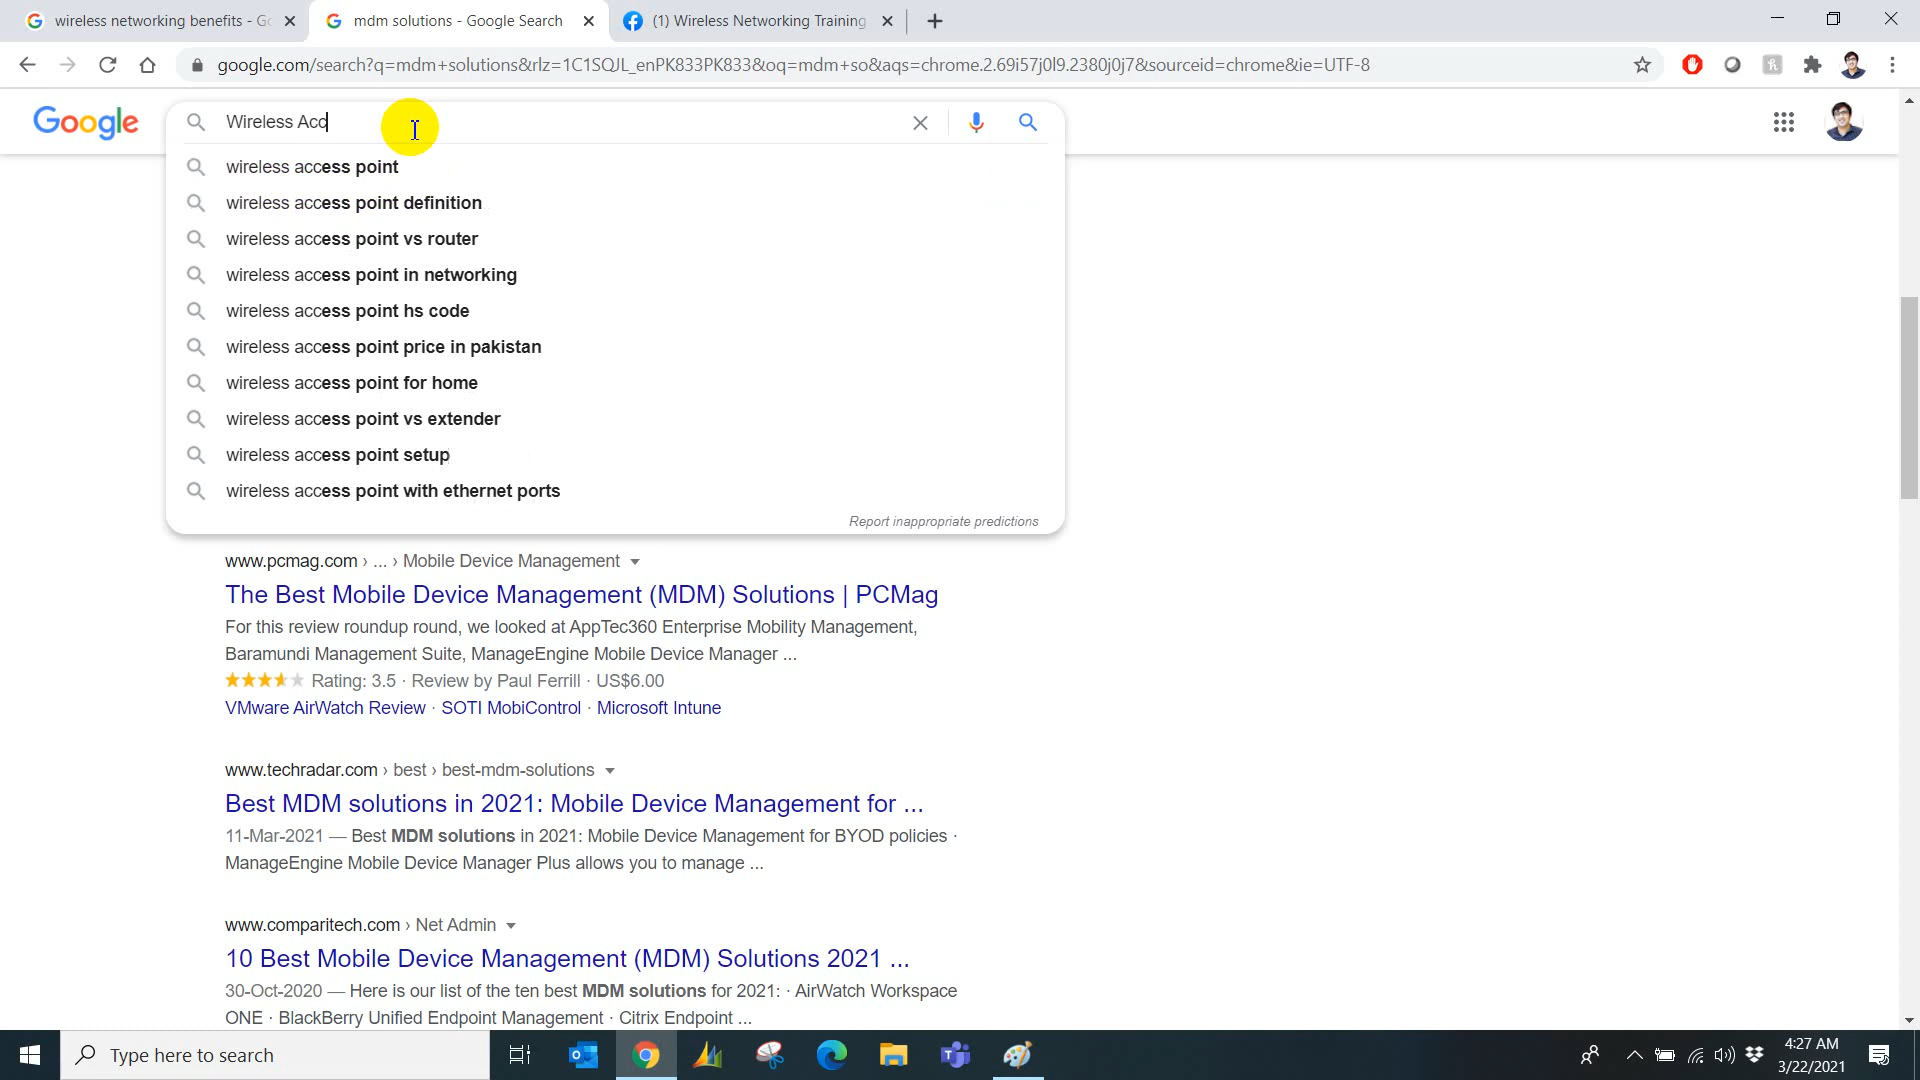 wireless networking benefits - Go
mdm solutions - Google Search
(1) Wireless Networking Training
google.com/search?q=mdm+solutions&rlz=1C1SQJL_enPK833PK833&oq=mdm+so&aqs=chrome.2.69i57j0l9.2380j0j7&sourceid=chrome&ie=UTF-8
Google
Wireless Acc
wireless access point
wireless access point definition
wireless access point vs router
wireless access point in networking
wireless access point hs code
wireless access point price in pakistan
wireless access point for home
wireless access point vs extender
wireless access point setup
wireless access point with ethernet ports
Report inappropriate predictions
www.pcmag.com › ... › Mobile Device Management
The Best Mobile Device Management (MDM) Solutions | PCMag
For this review roundup round, we looked at AppTec360 Enterprise Mobility Management,
Baramundi Management Suite, ManageEngine Mobile Device Manager ...
Rating: 3.5 · Review by Paul Ferrill · US$6.00
VMware AirWatch Review · SOTI MobiControl · Microsoft Intune
www.techradar.com › best › best-mdm-solutions
Best MDM solutions in 2021: Mobile Device Management for ...
11-Mar-2021 — Best MDM solutions in 2021: Mobile Device Management for BYOD policies ·
ManageEngine Mobile Device Manager Plus allows you to manage ...
www.comparitech.com › Net Admin
10 Best Mobile Device Management (MDM) Solutions 2021 ...
30-Oct-2020 — Here is our list of the ten best MDM solutions for 2021: · AirWatch Workspace
ONE · BlackBerry Unified Endpoint Management · Citrix Endpoint ...
Type here to search
4:27 AM
3/22/2021